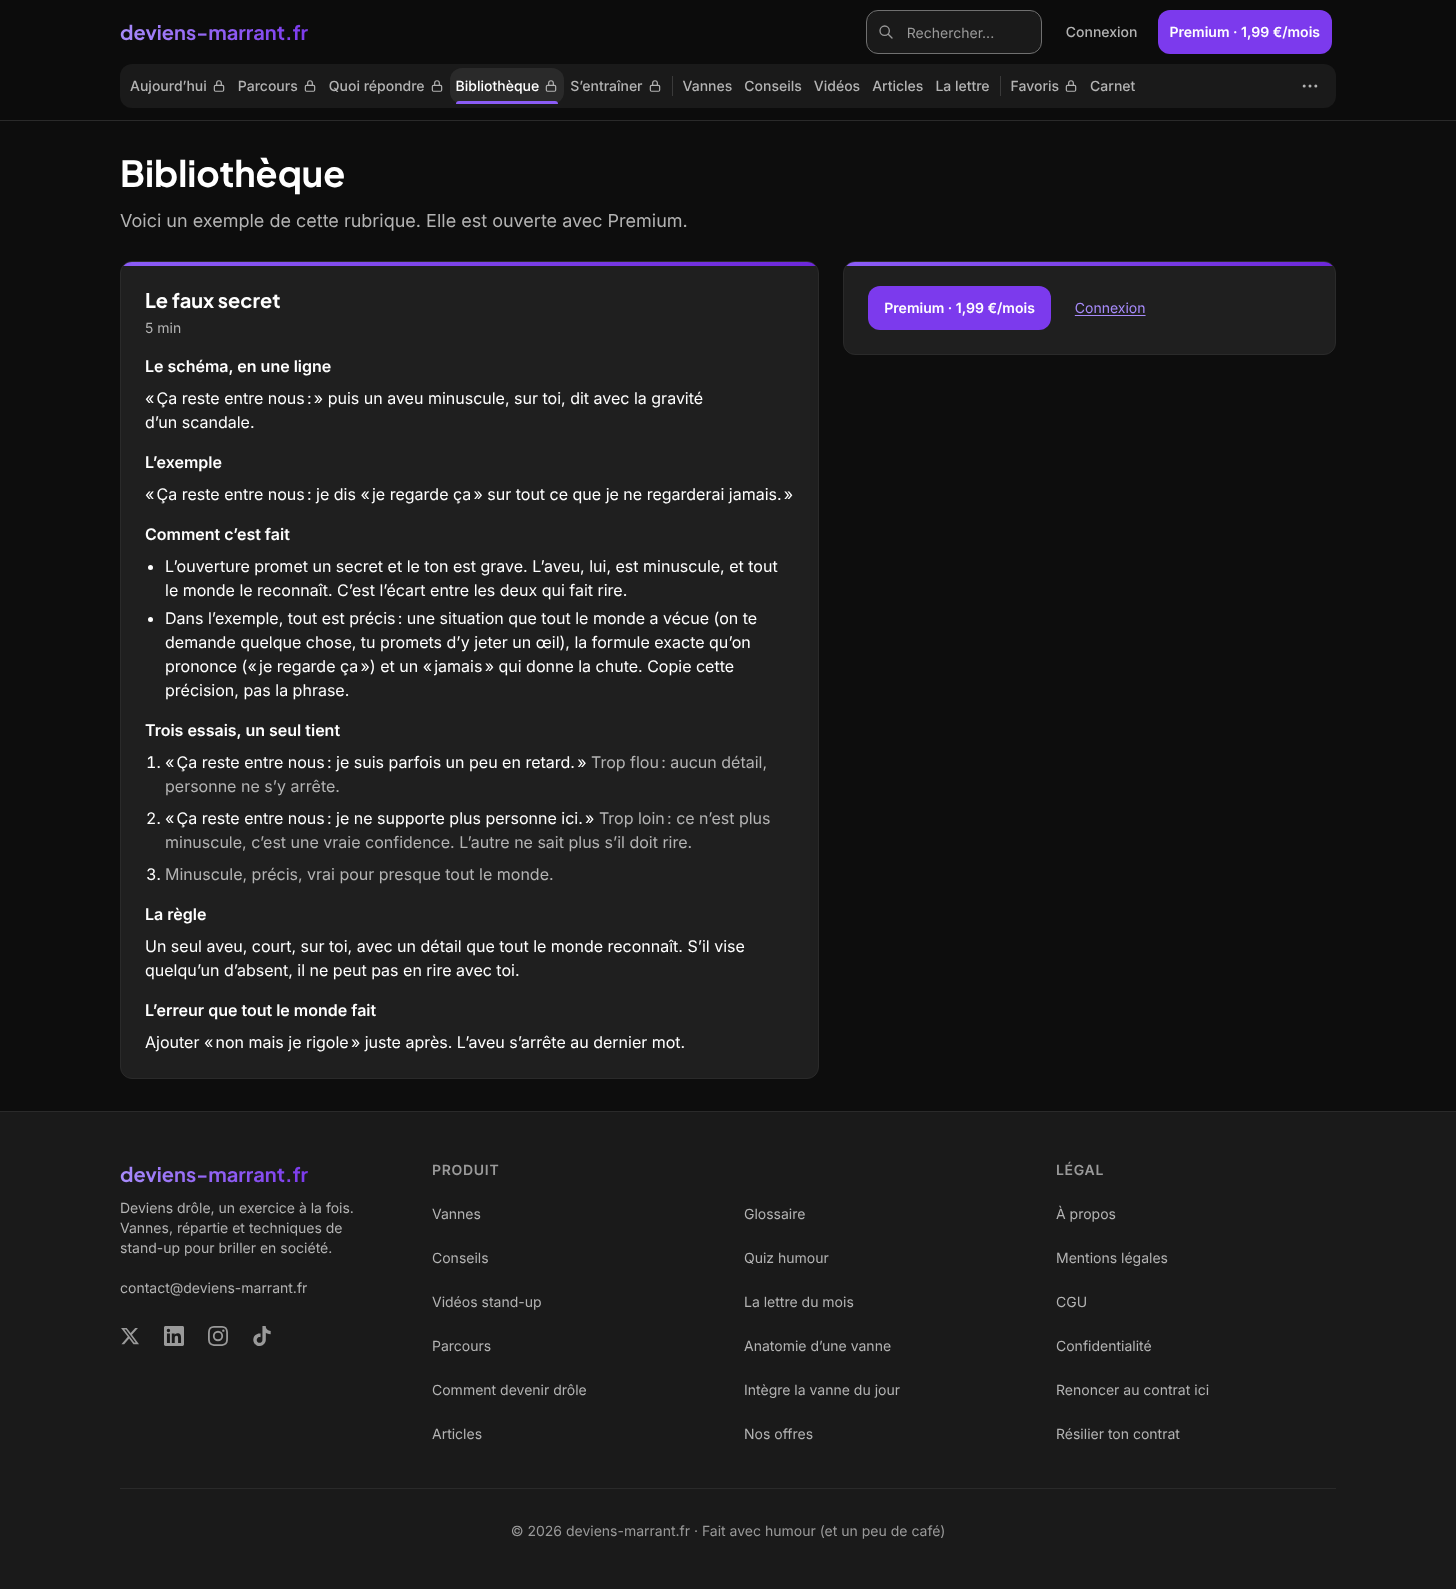 deviens-marrant.fr
Rechercher...
Connexion
Premium · 1,99 €/mois
Aujourd’hui
Parcours
Quoi répondre
Bibliothèque
S’entraîner
Vannes
Conseils
Vidéos
Articles
La lettre
Favoris
Carnet
Bibliothèque
Voici un exemple de cette rubrique. Elle est ouverte avec Premium.
Le faux secret
5 min
Le schéma, en une ligne
« Ça reste entre nous : » puis un aveu minuscule, sur toi, dit avec la gravité
d’un scandale.
L’exemple
« Ça reste entre nous : je dis « je regarde ça » sur tout ce que je ne regarderai jamais. »
Comment c’est fait
• L’ouverture promet un secret et le ton est grave. L’aveu, lui, est minuscule, et tout
le monde le reconnaît. C’est l’écart entre les deux qui fait rire.
• Dans l’exemple, tout est précis : une situation que tout le monde a vécue (on te
demande quelque chose, tu promets d’y jeter un œil), la formule exacte qu’on
prononce (« je regarde ça ») et un « jamais » qui donne la chute. Copie cette
précision, pas la phrase.
Trois essais, un seul tient
1. « Ça reste entre nous : je suis parfois un peu en retard. » Trop flou : aucun détail,
personne ne s’y arrête.
2. « Ça reste entre nous : je ne supporte plus personne ici. » Trop loin : ce n’est plus
minuscule, c’est une vraie confidence. L’autre ne sait plus s’il doit rire.
3. Minuscule, précis, vrai pour presque tout le monde.
La règle
Un seul aveu, court, sur toi, avec un détail que tout le monde reconnaît. S’il vise
quelqu’un d’absent, il ne peut pas en rire avec toi.
L’erreur que tout le monde fait
Ajouter « non mais je rigole » juste après. L’aveu s’arrête au dernier mot.
Premium · 1,99 €/mois
Connexion
deviens-marrant.fr
Deviens drôle, un exercice à la fois.
Vannes, répartie et techniques de
stand-up pour briller en société.
contact@deviens-marrant.fr
PRODUIT
Vannes
Conseils
Vidéos stand-up
Parcours
Comment devenir drôle
Articles
Glossaire
Quiz humour
La lettre du mois
Anatomie d’une vanne
Intègre la vanne du jour
Nos offres
LÉGAL
À propos
Mentions légales
CGU
Confidentialité
Renoncer au contrat ici
Résilier ton contrat
© 2026 deviens-marrant.fr · Fait avec humour (et un peu de café)